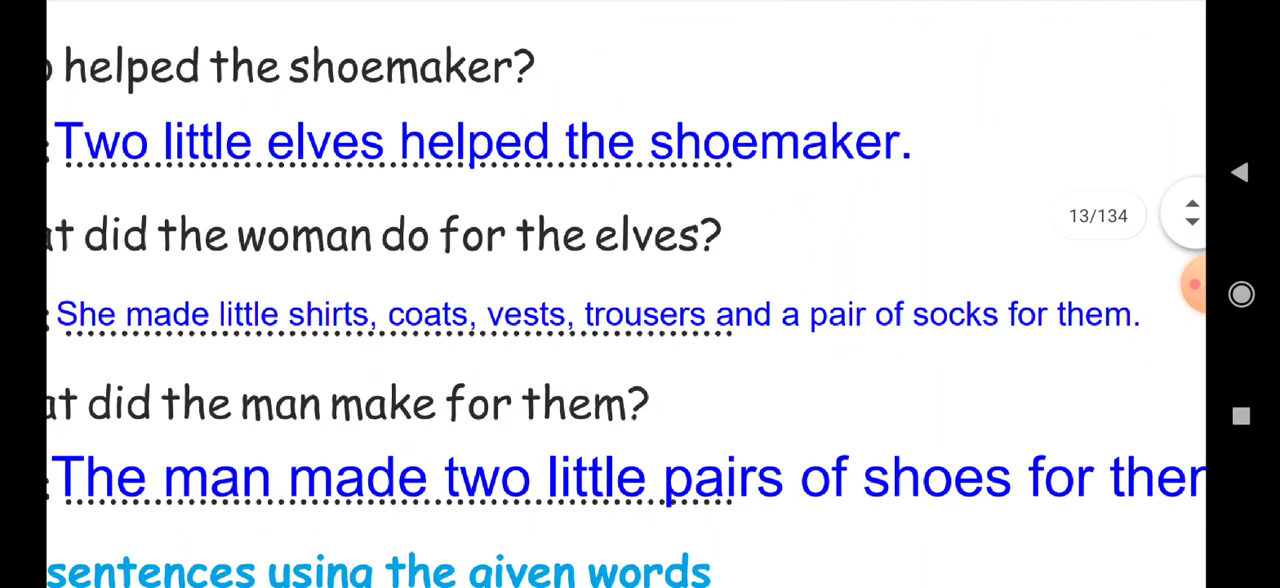 helped the shoemaker?
Two little elves helped the shoemaker.
did the woman do for the elves?
13/134
She made little shirts, coats, vests, trousers and a pair of socks for them.
did the man make for them?
The man made two little pairs of shoes for
sentences using the given words